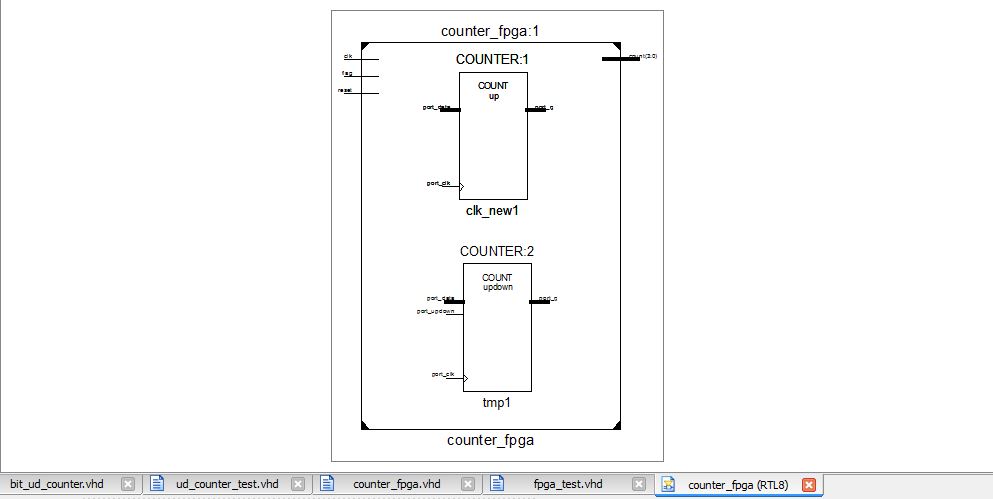 counter_fpga:1
clk
flag
reset
count(3:0)
COUNTER:1
COUNT
up
port_data
port_q
port_clk
clk_new1
COUNTER:2
COUNT
updown
port_data
port_q
port_updown
port_clk
tmp1
counter_fpga
bit_ud_counter.vhd
ud_counter_test.vhd
counter_fpga.vhd
fpga_test.vhd
counter_fpga (RTL8)